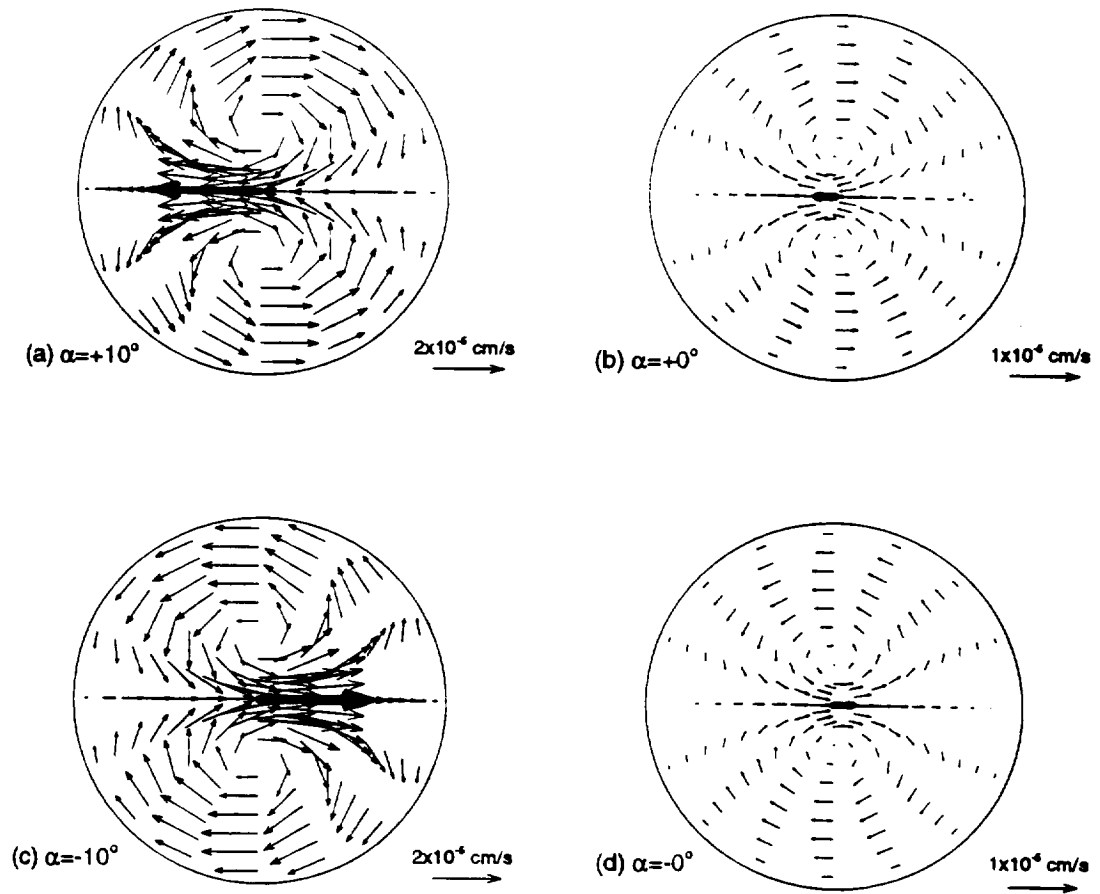 (a) α=+10°
2x10⁻⁶ cm/s
(b) α=+0°
1x10⁻⁶ cm/s
(c) α=-10°
2x10⁻⁶ cm/s
(d) α=-0°
1x10⁻⁶ cm/s